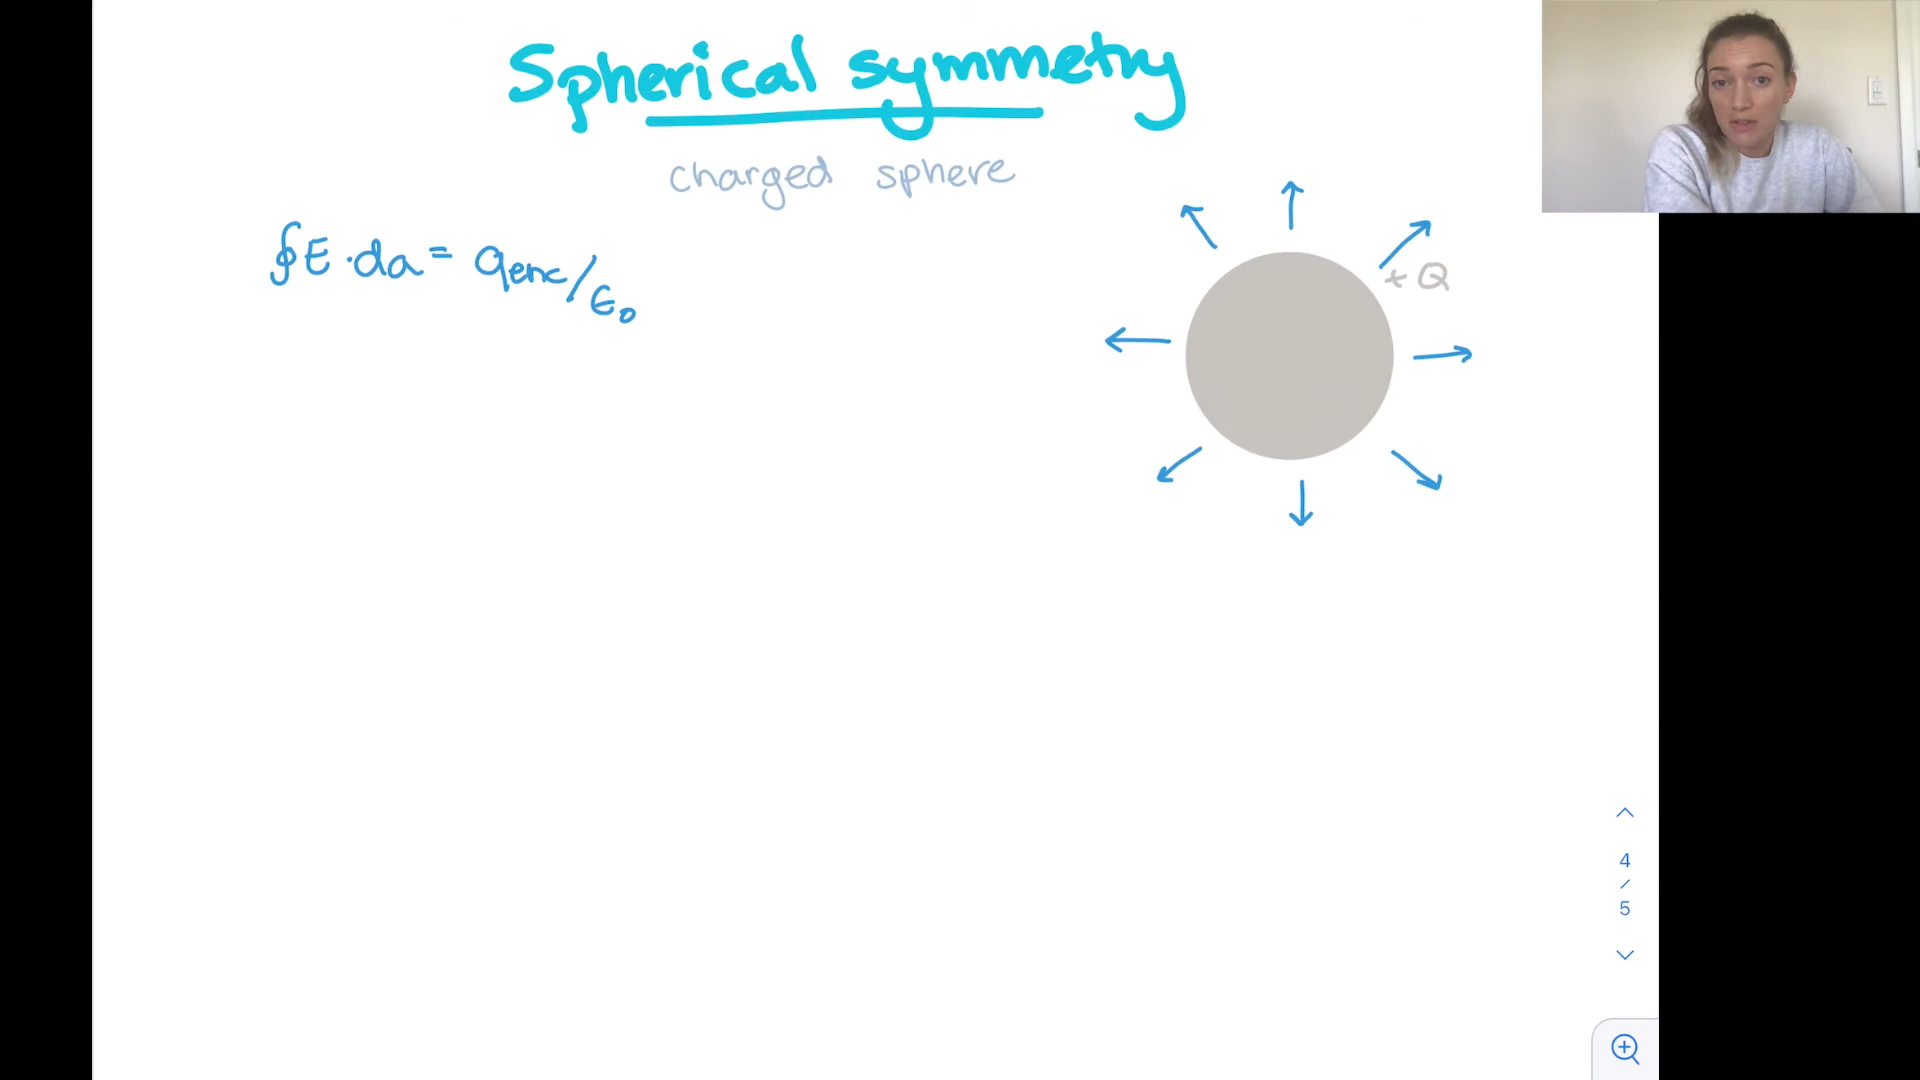 Spherical symmetry
charged sphere
∮E · da = qenc/ϵ0
+ Q
4
/
5